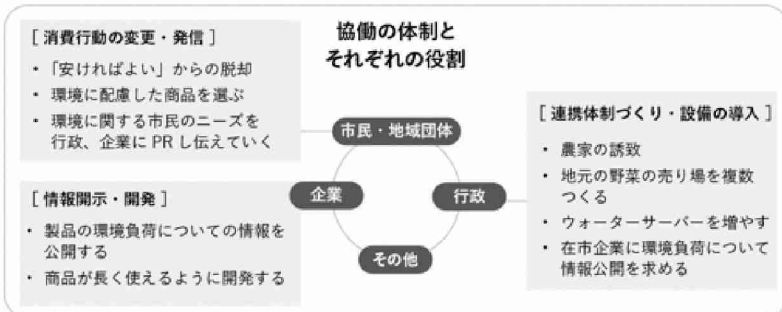 協働の体制と
それぞれの役割
[ 消費行動の変更・発信 ]
・ 「安ければよい」からの脱却
・ 環境に配慮した商品を選ぶ
・ 環境に関する市民のニーズを
行政、企業に PR し伝えていく
[ 情報開示・開発 ]
・ 製品の環境負荷についての情報を
公開する
・ 商品が長く使えるように開発する
市民・地域団体
企業
行政
その他
[ 連携体制づくり・設備の導入 ]
・ 農家の誘致
・ 地元の野菜の売り場を複数
つくる
・ ウォーターサーバーを増やす
・ 在市企業に環境負荷について
情報公開を求める